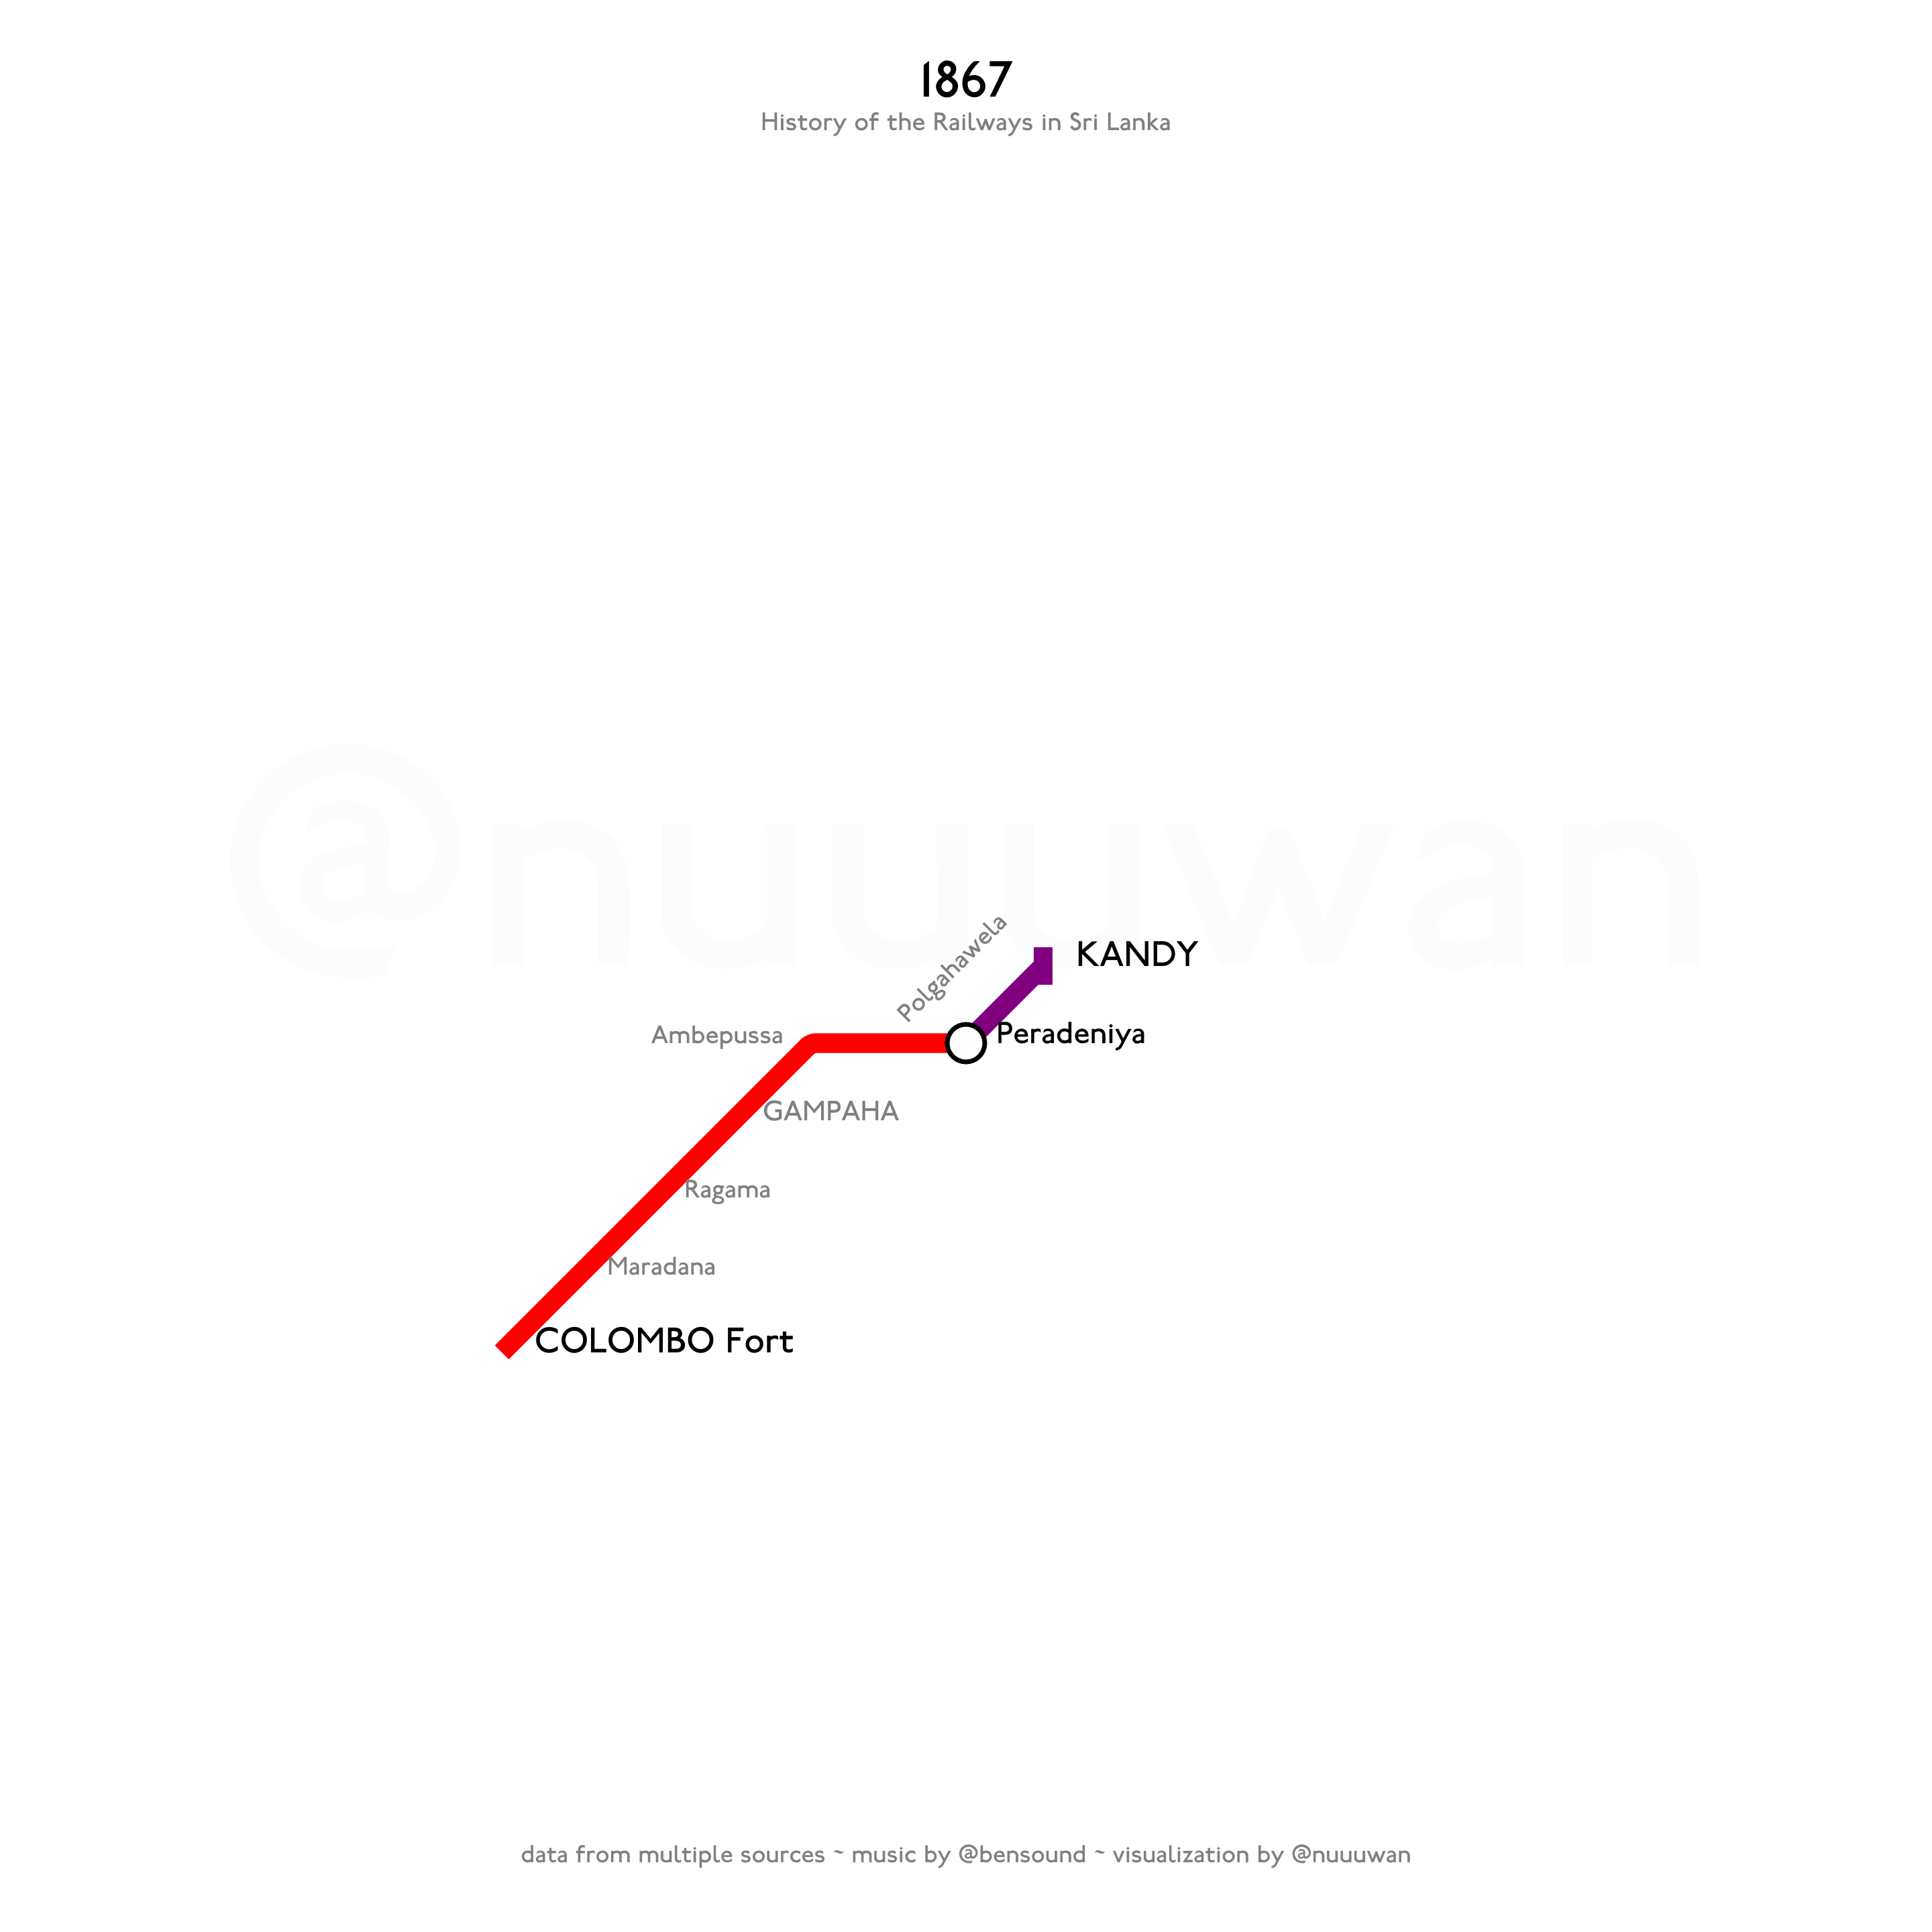 1867
History of the Railways in Sri Lanka
@nuuuwan
Polgahawela
KANDY
Ambepussa
Peradeniya
GAMPAHA
Ragama
Maradana
COLOMBO Fort
data from multiple sources ~ music by @bensound ~ visualization by @nuuuwan